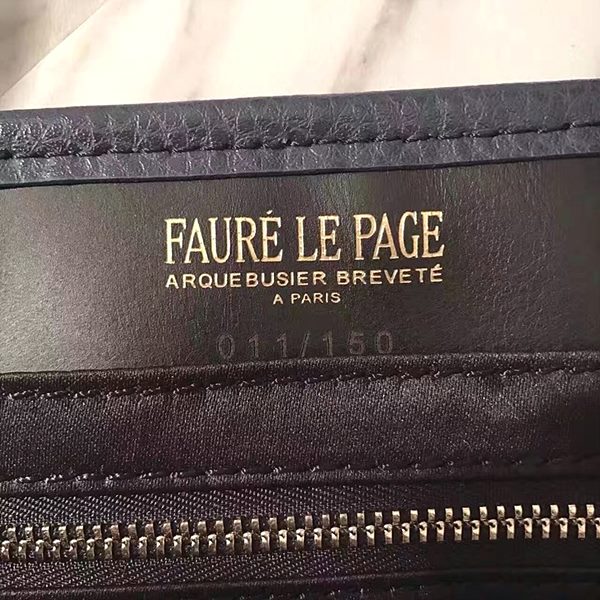 FAURÉ LE PAGE
ARQUEBUSIER BREVETÉ
A PARIS
011/150